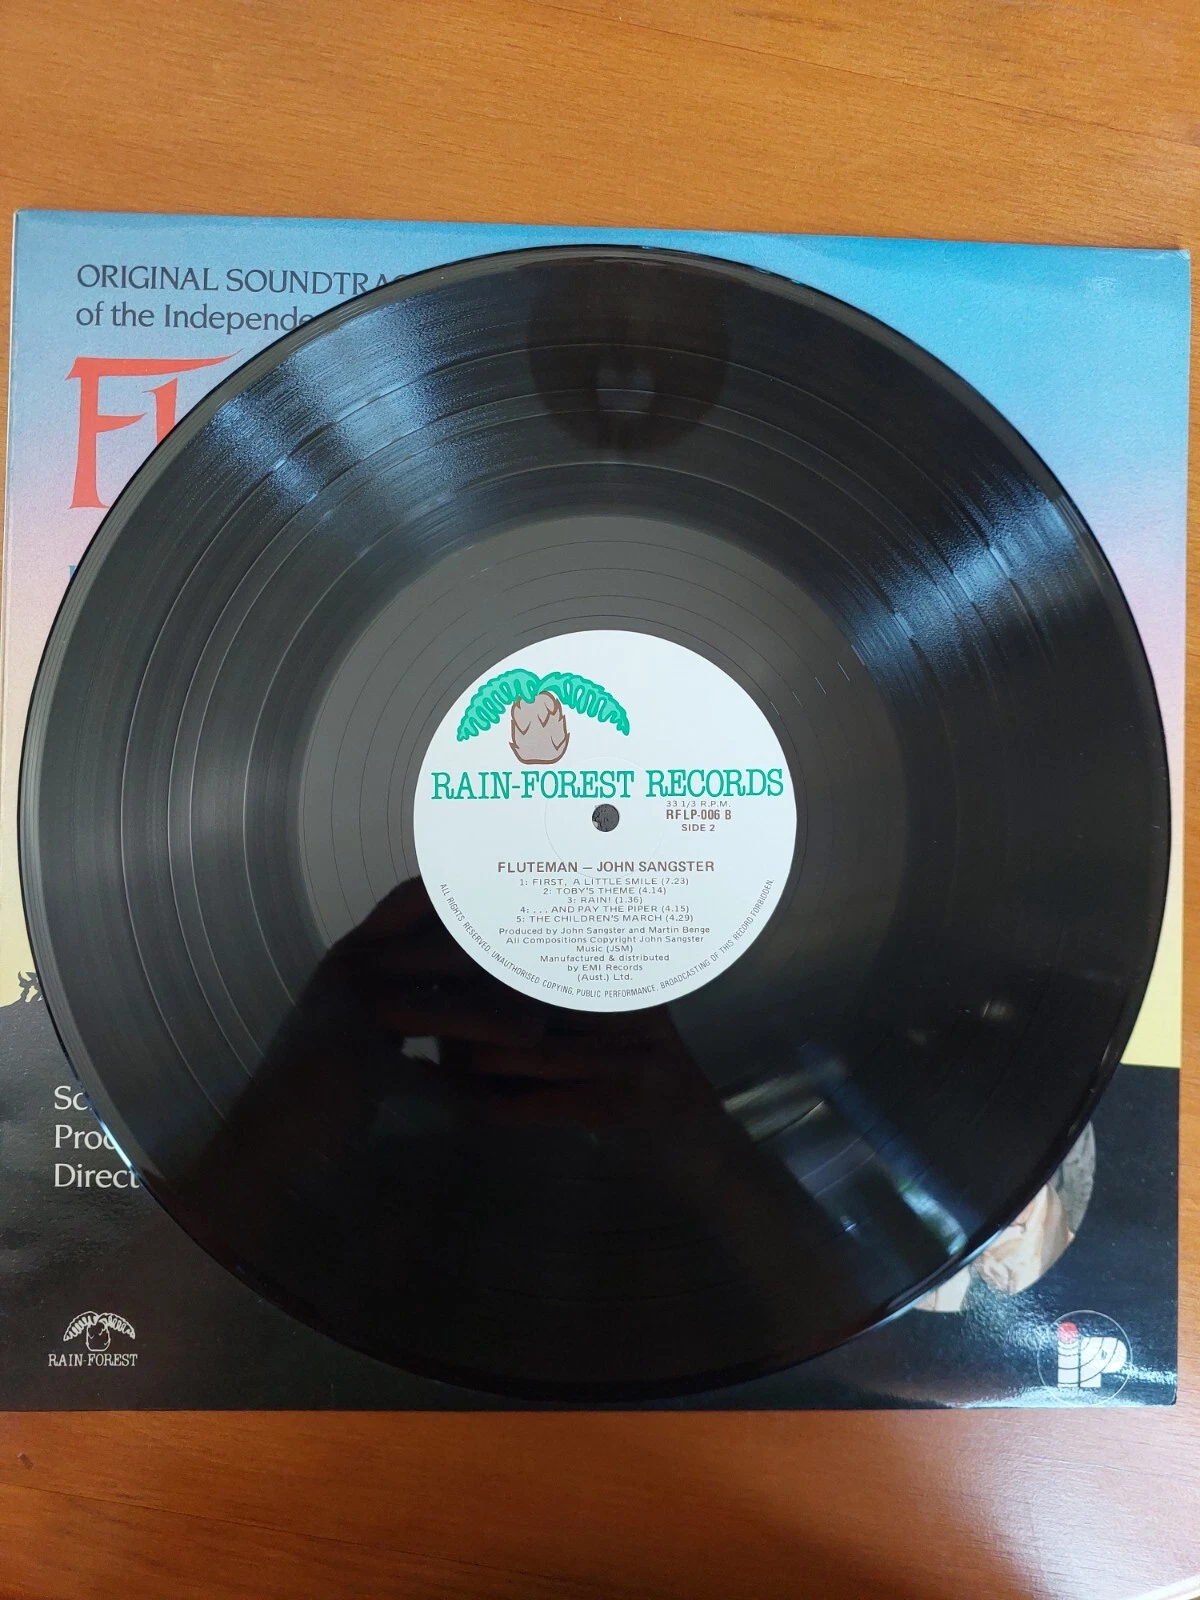 ORIGINAL SOUNDTRA
of the Independe
Fl
RAIN-FOREST RECORDS
33 1/3 R.P.M.
RFLP-006 B
SIDE 2
FLUTEMAN – JOHN SANGSTER
1: FIRST, A LITTLE SMILE (7.23)
2: TOBY'S THEME (4.14)
3: RAIN! (1.36)
4: . . . AND PAY THE PIPER (4.15)
5: THE CHILDREN'S MARCH (4.29)
Produced by John Sangster and Martin Benge
All Compositions Copyright John Sangster
Music (JSM)
Manufactured & distributed
by EMI Records
(Aust.) Ltd.
ALL RIGHTS RESERVED. UNAUTHORISED COPYING, PUBLIC PERFORMANCE, BROADCASTING OF THIS RECORD FORBIDDEN.
Sc
Prod
Direct
RAIN-FOREST
iP